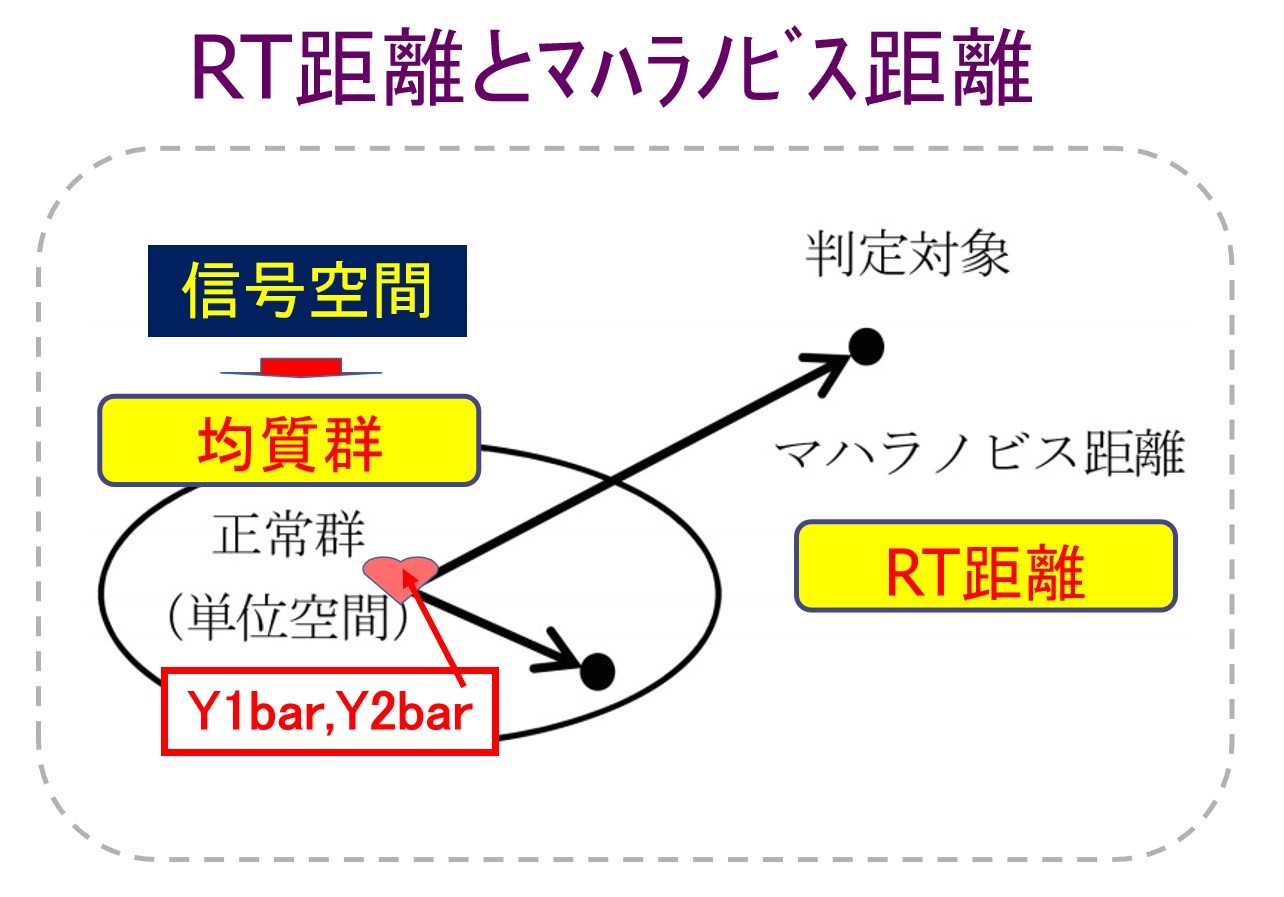 RT距離とﾏﾊﾗﾉﾋﾞｽ距離
判定対象
信号空間
均質群
マハラノビス距離
正常群
RT距離
（単位空間）
Y1bar,Y2bar